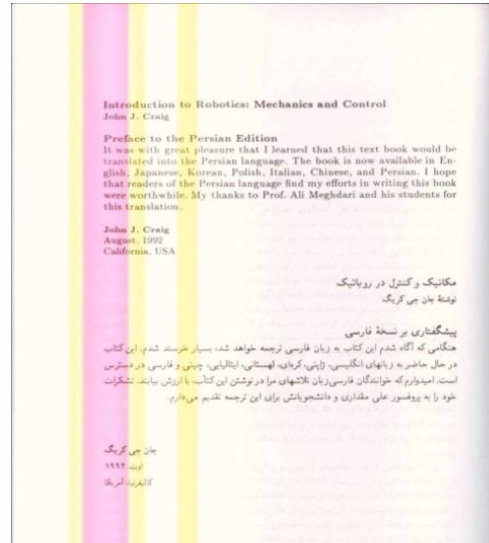 Introduction to Robotics: Mechanics and Control
John J. Craig
Preface to the Persian Edition
It was with great pleasure that I learned that this text book would be
translated into the Persian language. The book is now available in En-
glish, Japanese, Korean, Polish, Italian, Chinese, and Persian. I hope
that readers of the Persian language find my efforts in writing this book
were worthwhile. My thanks to Prof. Ali Meghdari and his students for
this translation.
John J. Craig
August, 1992
California, USA
مکانیک و کنترل در روباتیک
نوشتهٔ جان جی کریگ
پیشگفتاری بر نسخهٔ فارسی
هنگامی که آگاه شدم این کتاب به زبان فارسی ترجمه خواهد شد، بسیار خرسند شدم. این کتاب
در حال حاضر به زبانهای انگلیسی، ژاپنی، کره‌ای، لهستانی، ایتالیایی، چینی و فارسی در دسترس
است. امیدوارم که خوانندگان فارسی‌زبان تلاشهای مرا در نوشتن این کتاب، با ارزش بیابند. تشکرات
خود را به پروفسور علی مقداری و دانشجویانش برای این ترجمه تقدیم می‌دارم.
جان جی کریگ
اوت ۱۹۹۲
کالیفرنیا، آمریکا